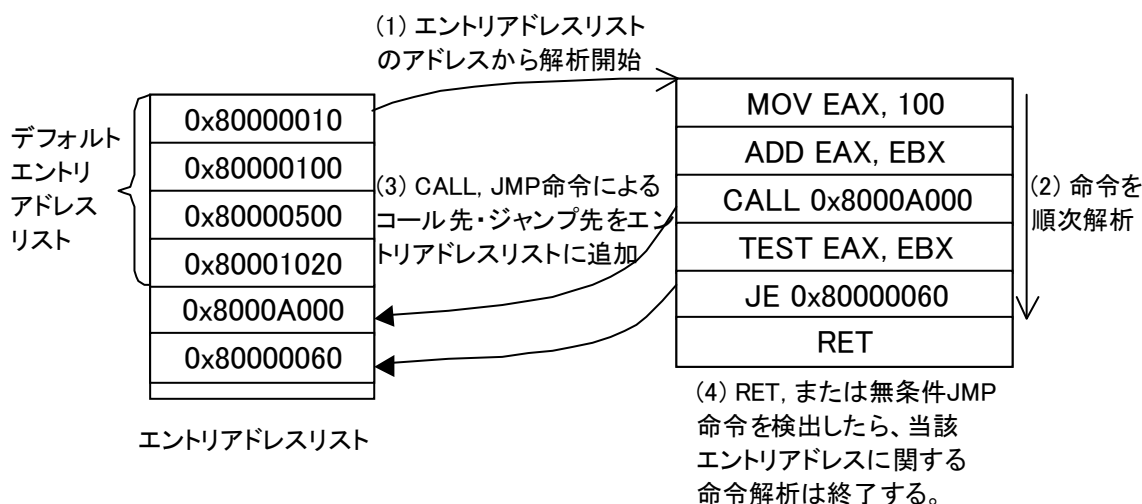 (1) エントリアドレスリスト
のアドレスから解析開始
デフォルト
エントリ
アドレス
リスト
0x80000010
0x80000100
0x80000500
0x80001020
0x8000A000
0x80000060
エントリアドレスリスト
(3) CALL, JMP命令による
コール先・ジャンプ先をエン
トリアドレスリストに追加
MOV EAX, 100
ADD EAX, EBX
CALL 0x8000A000
TEST EAX, EBX
JE 0x80000060
RET
(2) 命令を
順次解析
(4) RET, または無条件JMP
命令を検出したら、当該
エントリアドレスに関する
命令解析は終了する。